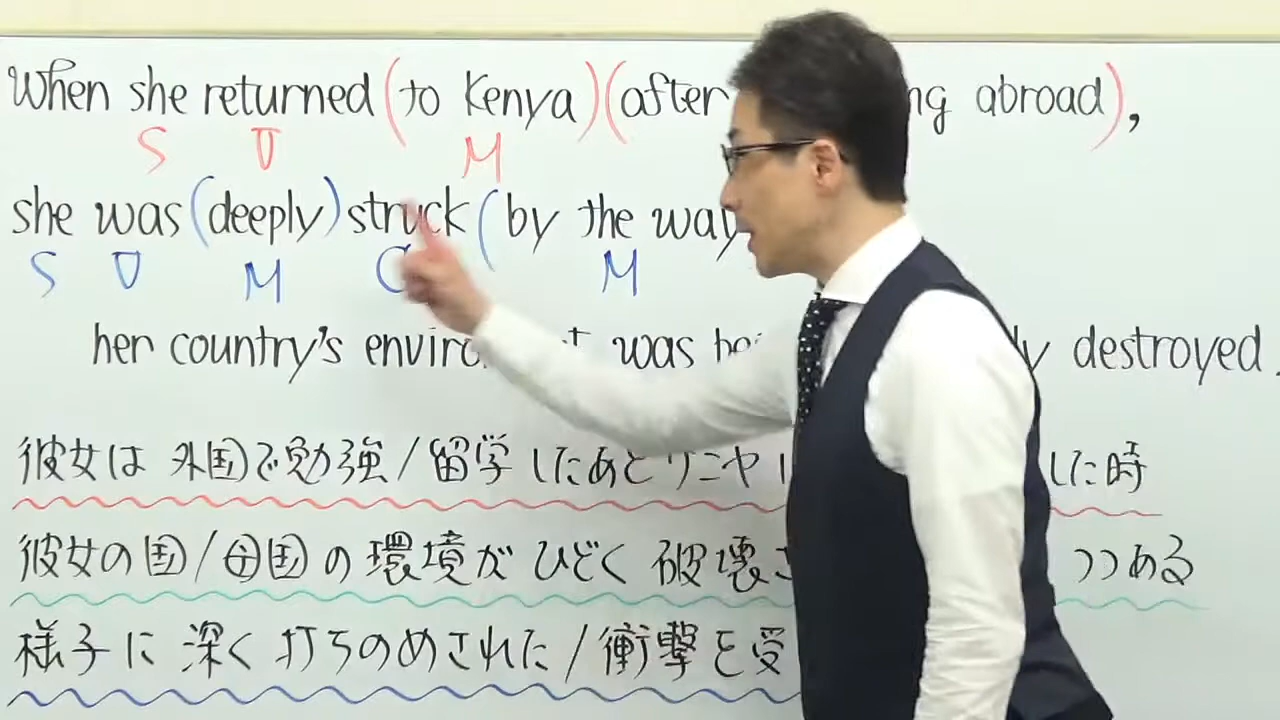 When she returned (to Kenya) (after ng abroad),
S V M
she was (deeply) struck (by the way
S V M C M
her country's enviro t was be y destroyed.
彼女は 外国で勉強/留学したあとケニヤ した時
彼女の国/母国の環境がひどく破壊さ つつある
様子に深く打ちのめされた/衝撃を受